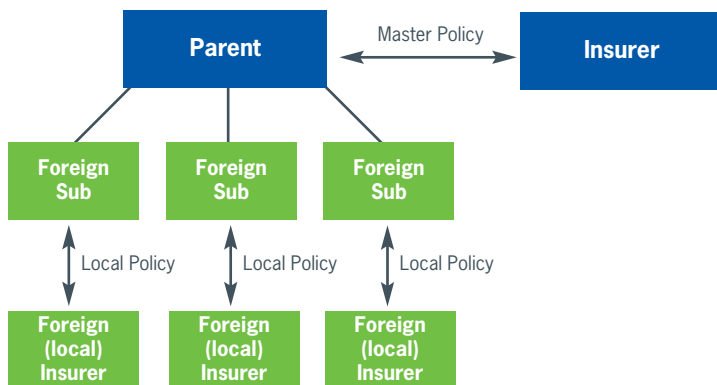 Parent
Master Policy
Insurer
Foreign
Sub
Foreign
Sub
Foreign
Sub
Local Policy
Local Policy
Local Policy
Foreign
(local)
Insurer
Foreign
(local)
Insurer
Foreign
(local)
Insurer